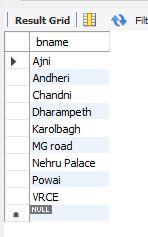 Result Grid Filt
bname
Ajni
Andheri
Chandni
Dharampeth
Karolbagh
MG road
Nehru Palace
Powai
VRCE
NULL